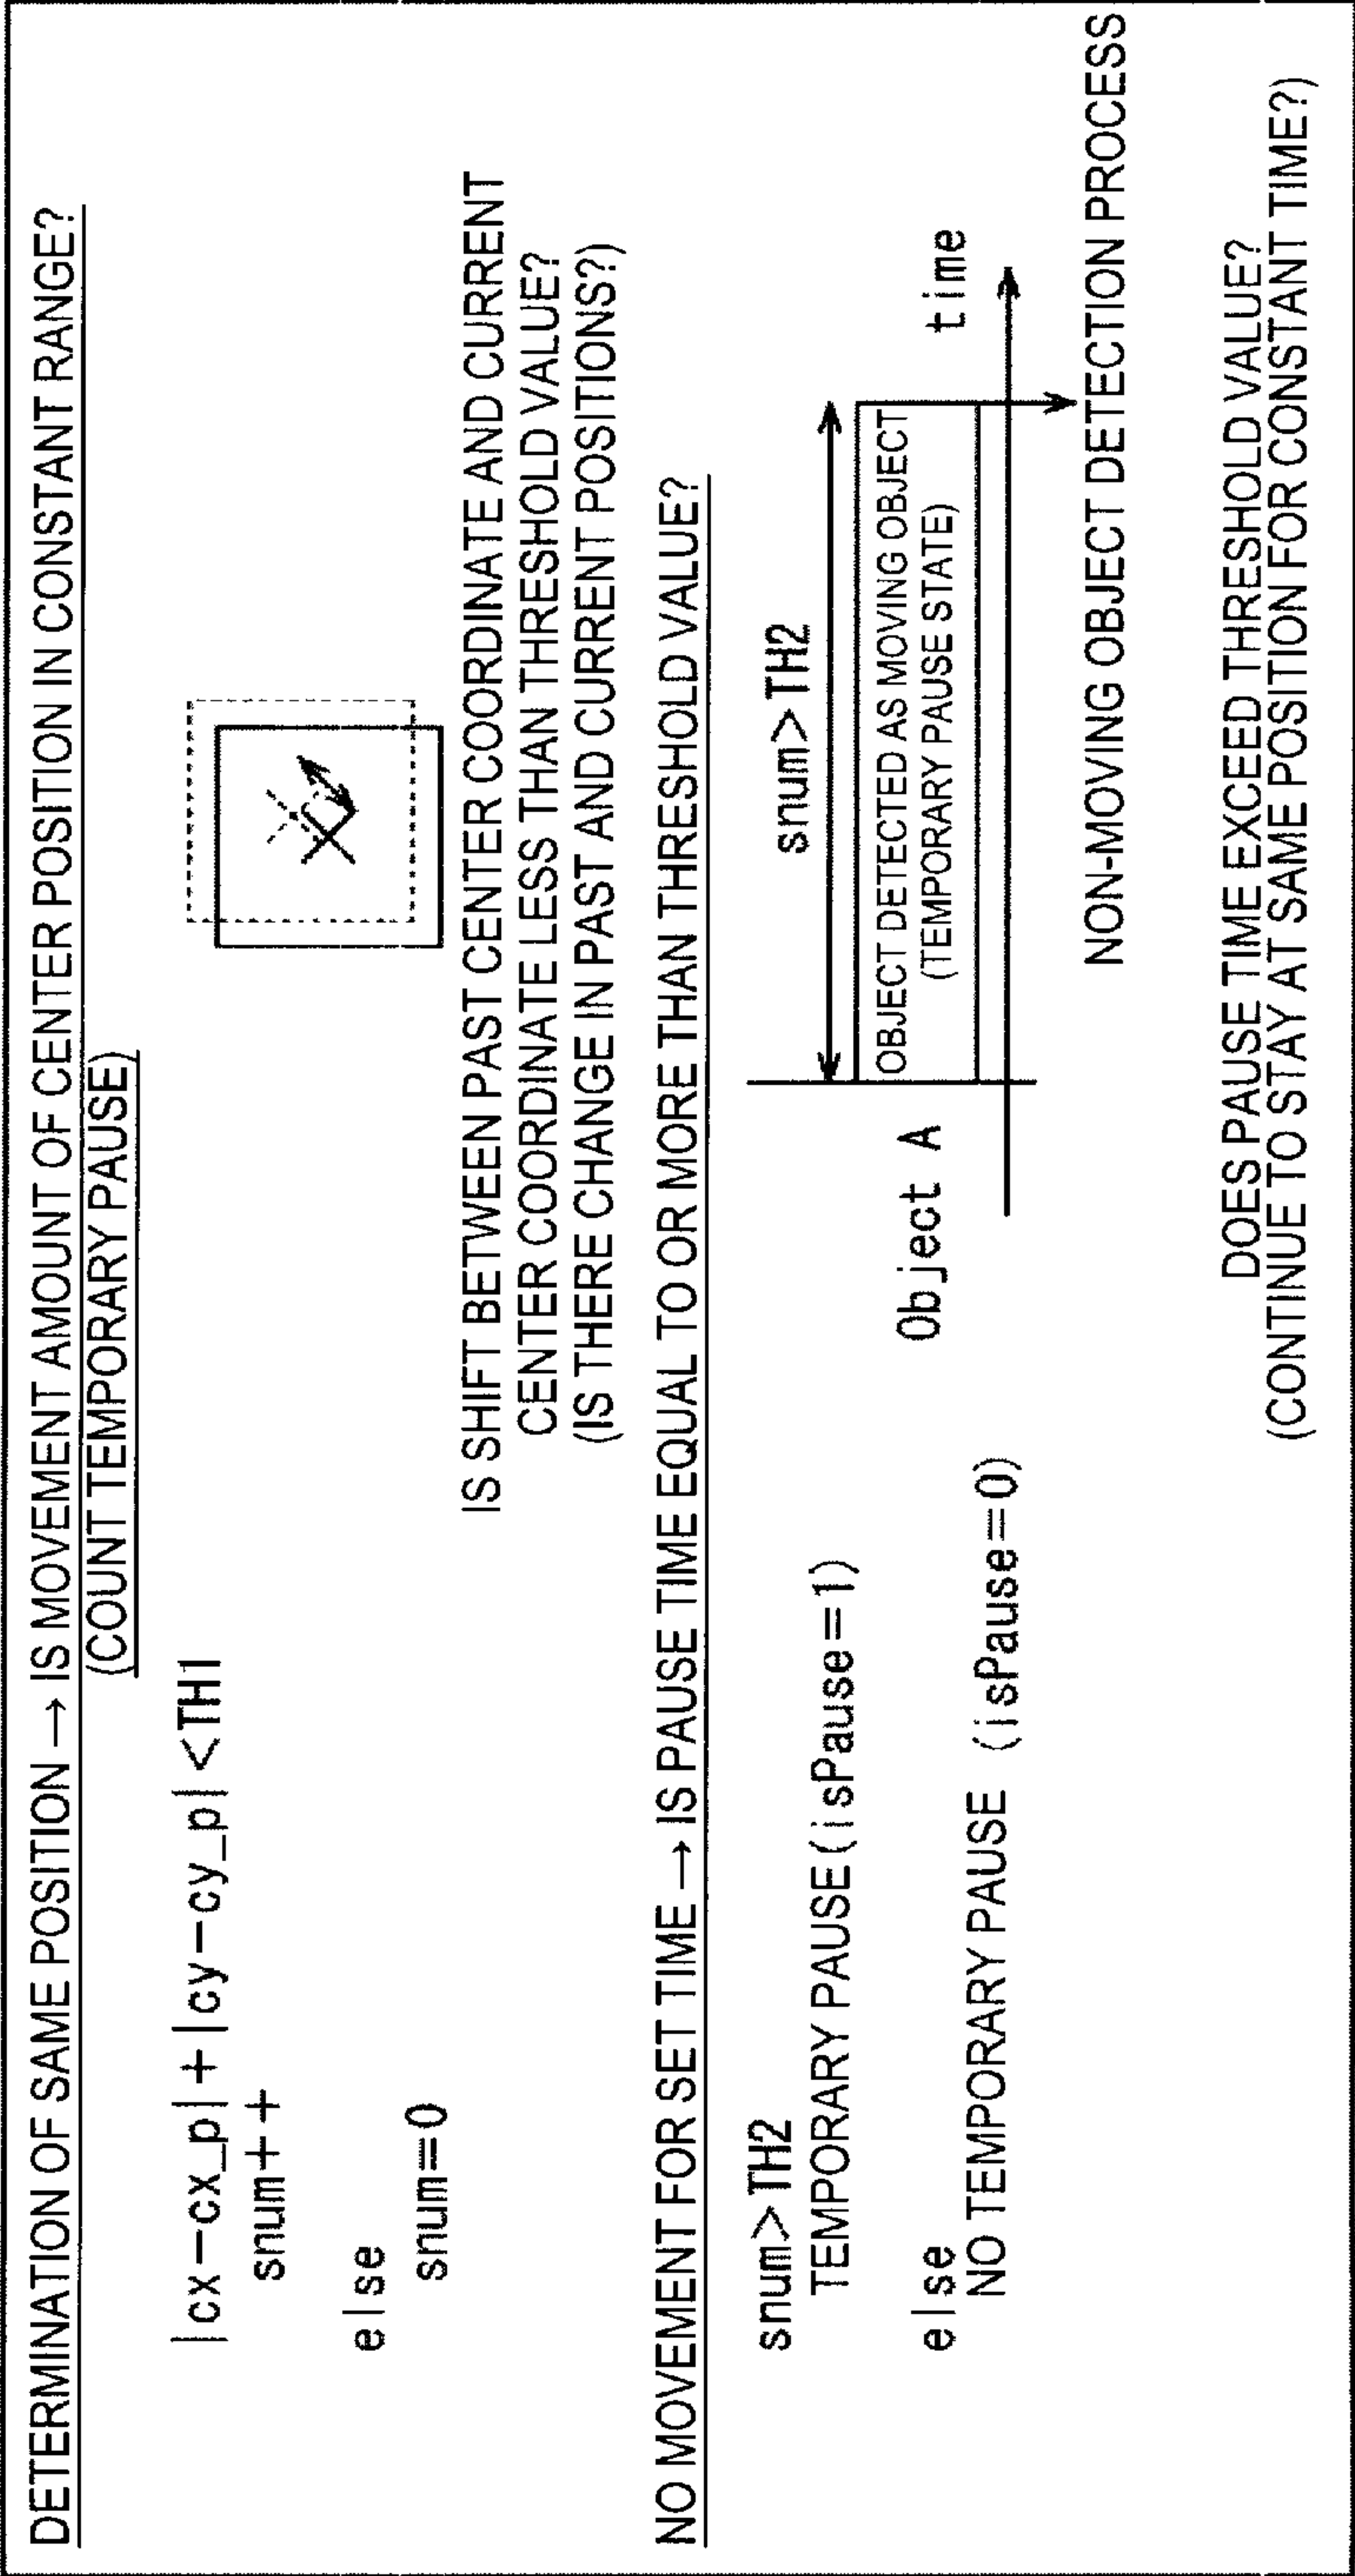 DETERMINATION OF SAME POSITION → IS MOVEMENT AMOUNT OF CENTER POSITION IN CONSTANT RANGE?
(COUNT TEMPORARY PAUSE)
|cx−cx_p|+|cy−cy_p|<TH1
snum++
else
snum=0
IS SHIFT BETWEEN PAST CENTER COORDINATE AND CURRENT
CENTER COORDINATE LESS THAN THRESHOLD VALUE?
(IS THERE CHANGE IN PAST AND CURRENT POSITIONS?)
NO MOVEMENT FOR SET TIME → IS PAUSE TIME EQUAL TO OR MORE THAN THRESHOLD VALUE?
snum>TH2
TEMPORARY PAUSE (isPause=1)
else
NO TEMPORARY PAUSE (isPause=0)
snum>TH2
Object A
OBJECT DETECTED AS MOVING OBJECT
(TEMPORARY PAUSE STATE)
time
NON-MOVING OBJECT DETECTION PROCESS
DOES PAUSE TIME EXCEED THRESHOLD VALUE?
(CONTINUE TO STAY AT SAME POSITION FOR CONSTANT TIME?)